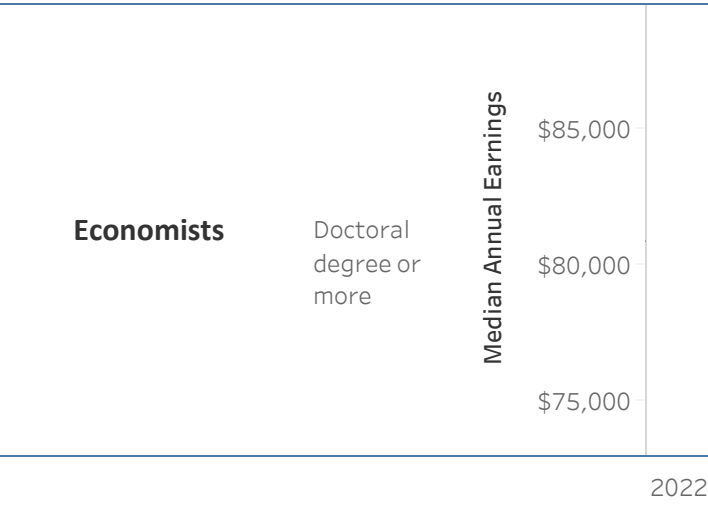 Economists
Doctoral
degree or
more
Median Annual Earnings
$85,000
$80,000
$75,000
2022